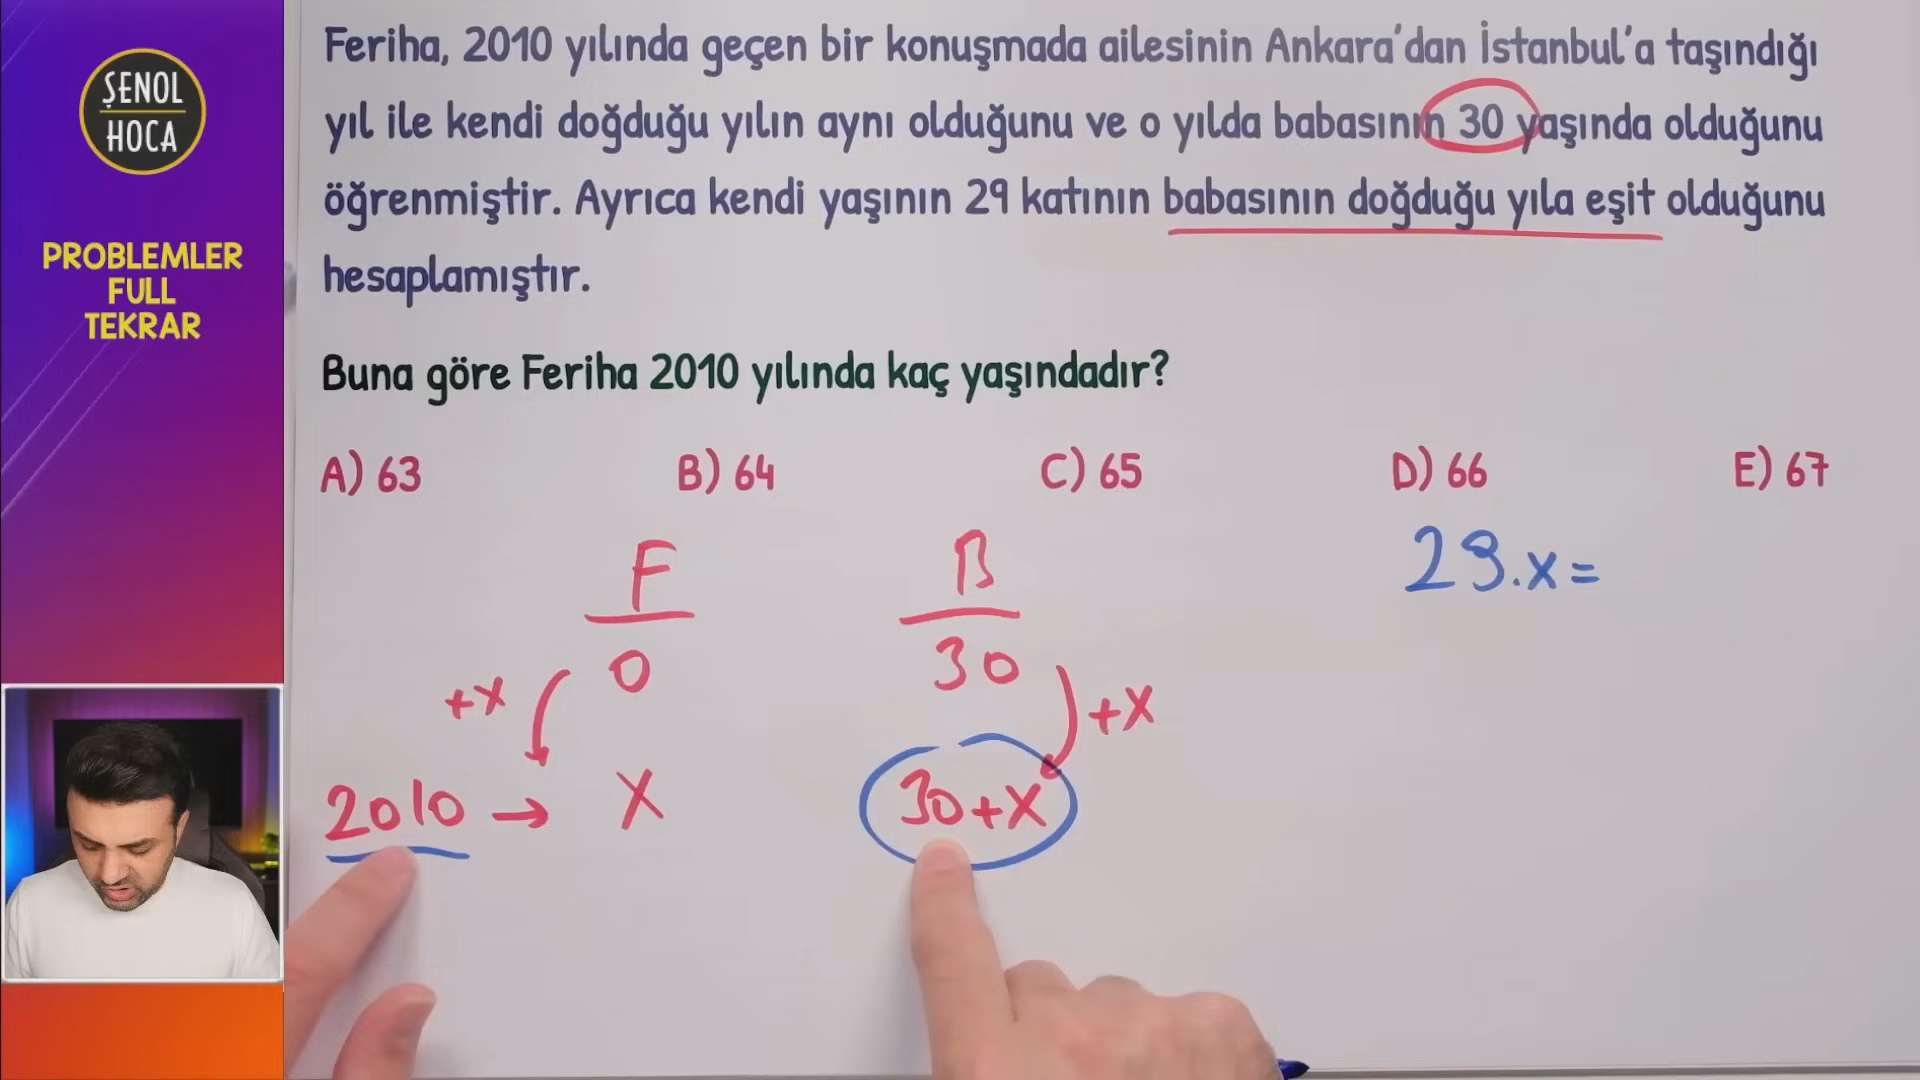 ŞENOL
HOCA
PROBLEMLER
FULL
TEKRAR
Feriha, 2010 yılında geçen bir konuşmada ailesinin Ankara'dan İstanbul'a taşındığı
yıl ile kendi doğduğu yılın aynı olduğunu ve o yılda babasının 30 yaşında olduğunu
öğrenmiştir. Ayrıca kendi yaşının 29 katının babasının doğduğu yıla eşit olduğunu
hesaplamıştır.
Buna göre Feriha 2010 yılında kaç yaşındadır?
A) 63 B) 64 C) 65 D) 66 E) 67
29.x=
F B
0 30
+X +X
2010 → X 30+X